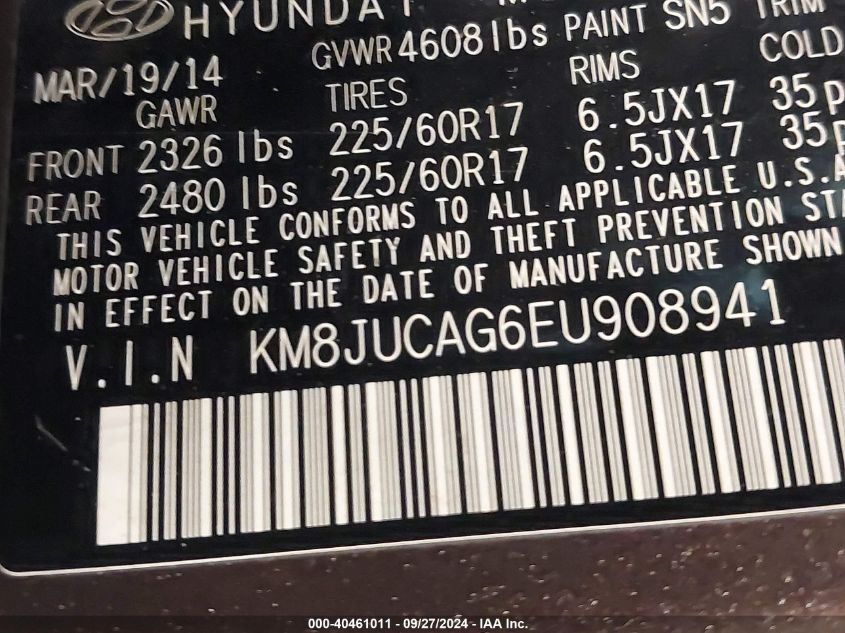 HYUNDAI
MAR/19/14 GVWR 4608 lbs PAINT SN5 TRIM
GAWR TIRES RIMS COLD
FRONT 2326 lbs 225/60R17 6.5JX17 35
REAR 2480 lbs 225/60R17 6.5JX17 35
THIS VEHICLE CONFORMS TO ALL APPLICABLE U.S.A
MOTOR VEHICLE SAFETY AND THEFT PREVENTION
IN EFFECT ON THE DATE OF MANUFACTURE SHOWN
V.I.N KM8JUCAG6EU908941
000-40461011 - 09/27/2024 - IAA Inc.